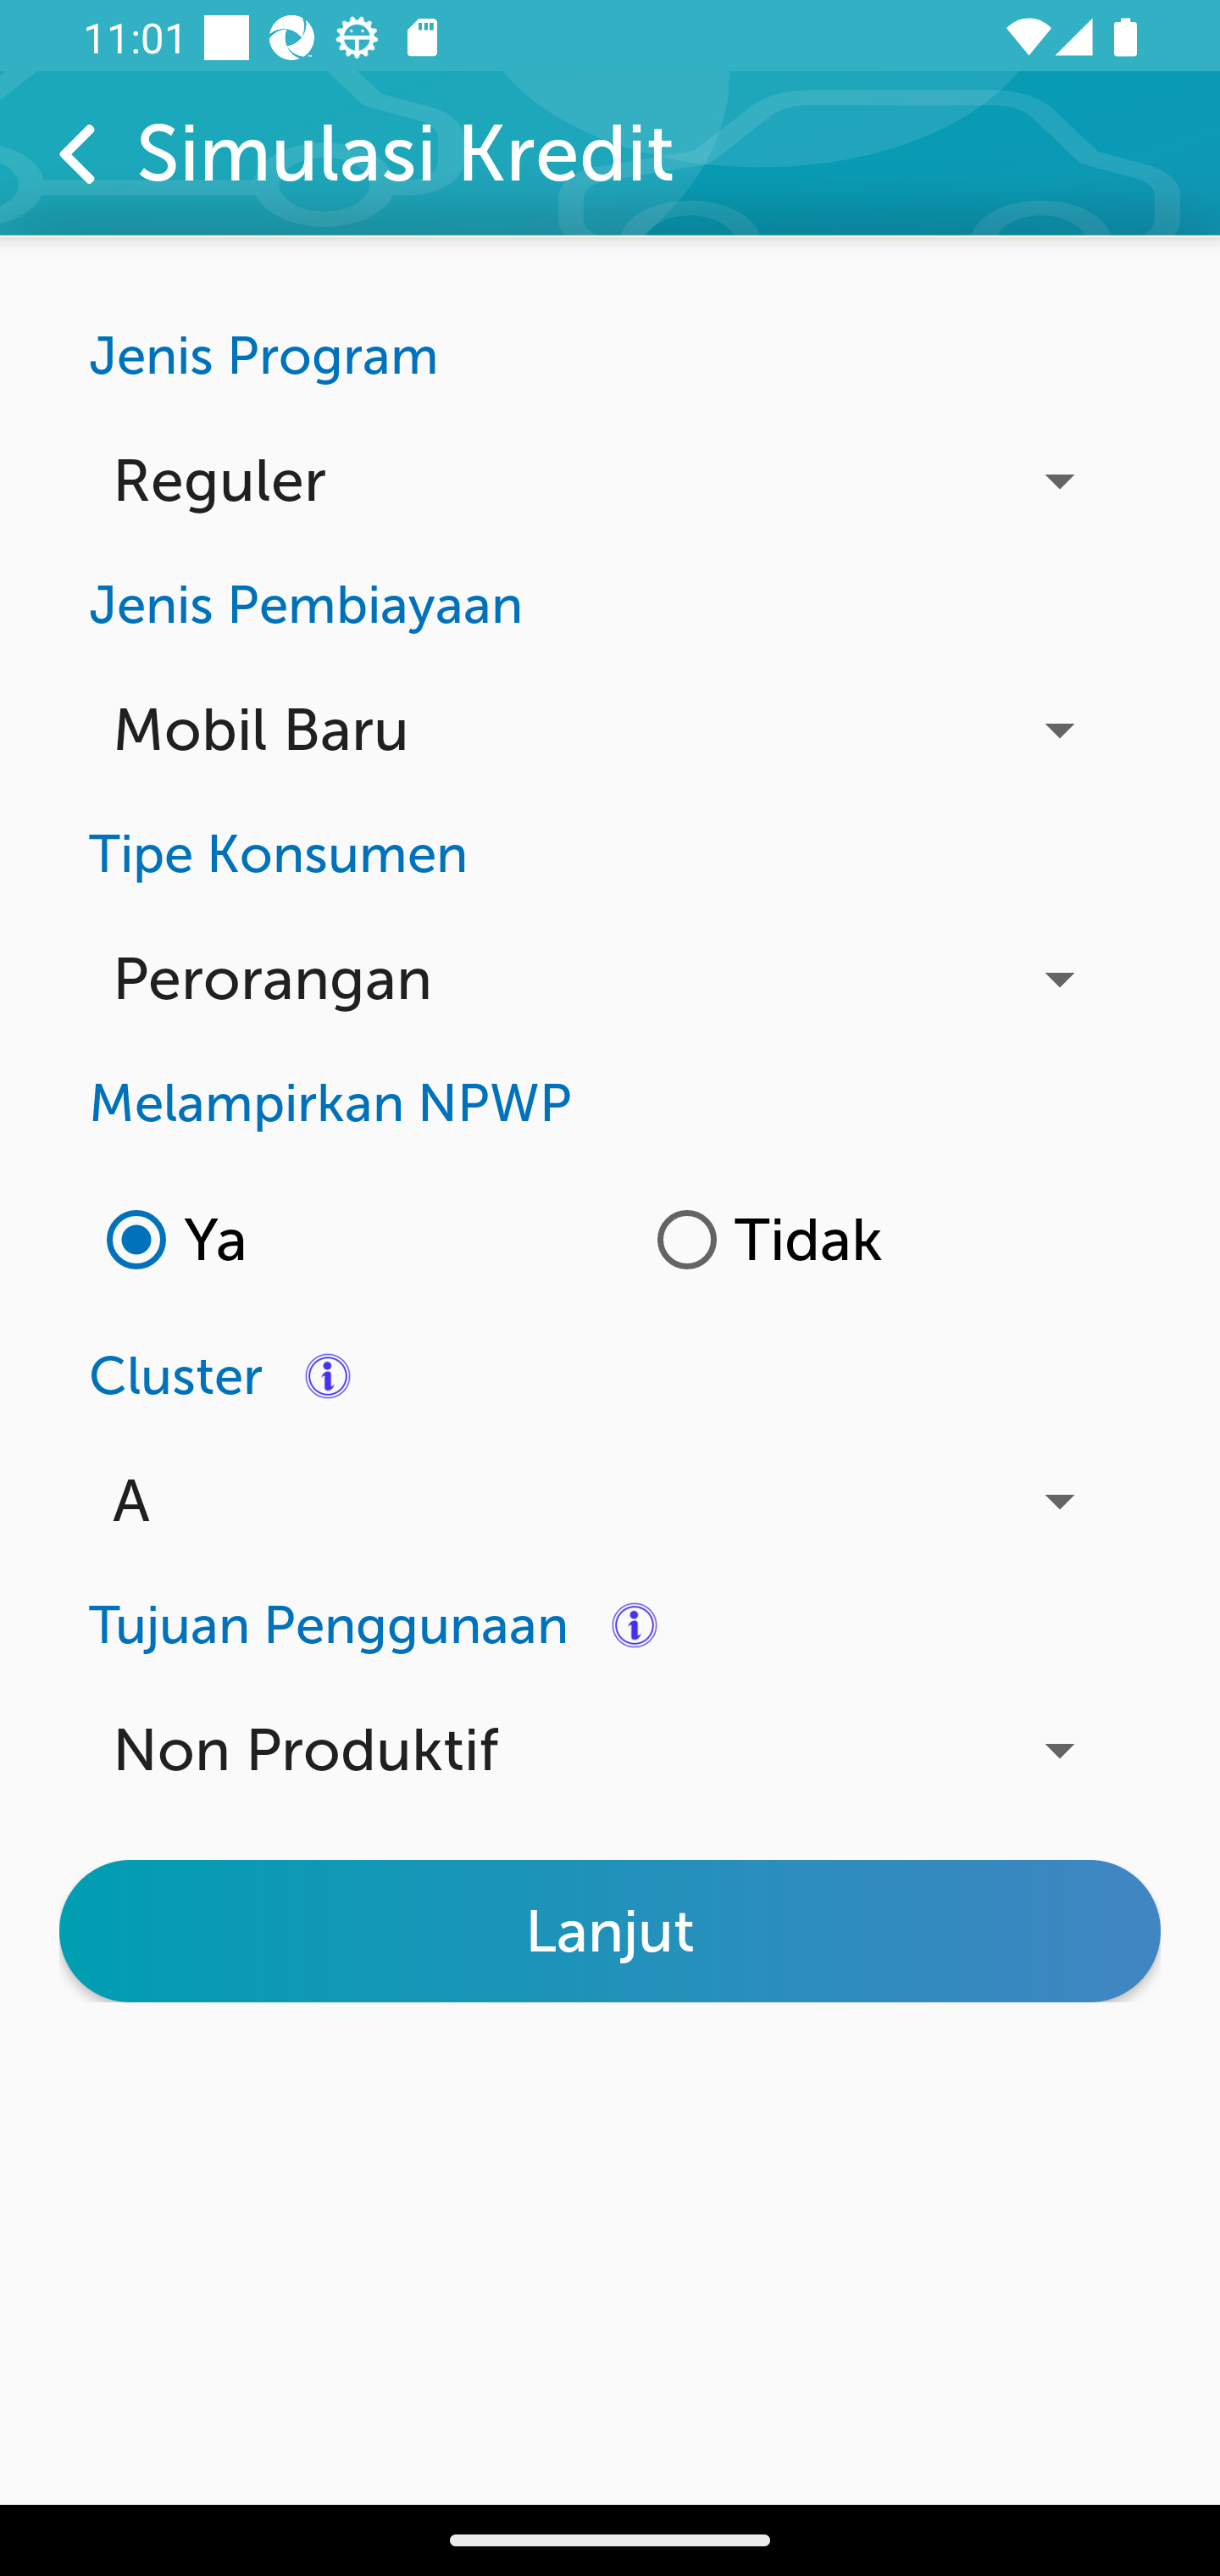 11:01
Simulasi Kredit
Jenis Program
Reguler
Jenis Pembiayaan
Mobil Baru
Tipe Konsumen
Perorangan
Melampirkan NPWP
Ya Tidak
Cluster
A
Tujuan Penggunaan
Non Produktif
Lanjut